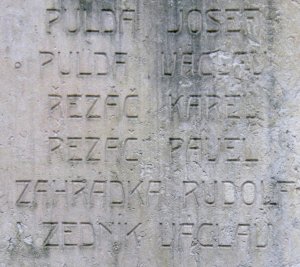 PULDA JOSEF
PULDA VÁCLAV
ŘEZÁČ KAREL
ŘEZÁČ PAVEL
ZAHRÁDKA RUDOLF
ZEDNÍK VÁCLAV